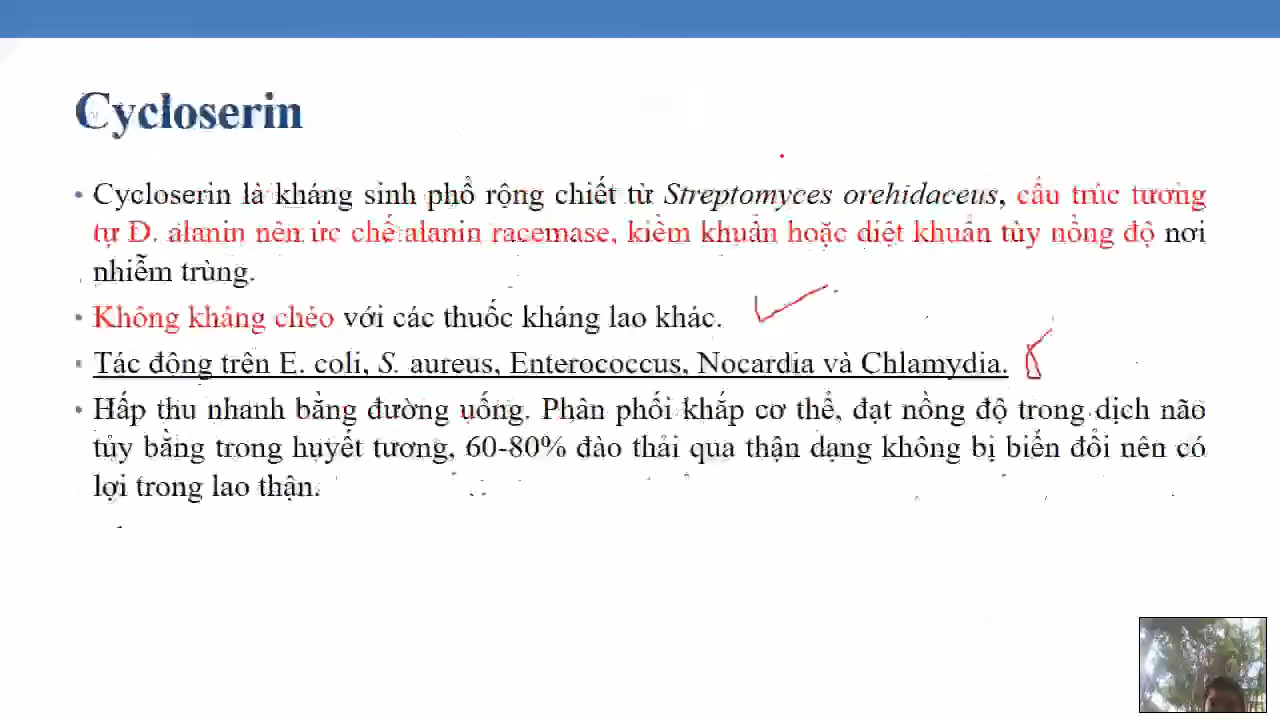 Cycloserin
• Cycloserin là kháng sinh phổ rộng chiết từ Streptomyces orehidaceus, cấu trúc tương
tự D. alanin nên ức chế alanin racemase, kiềm khuẩn hoặc diệt khuẩn tùy nồng độ nơi
nhiễm trùng.
• Không kháng chéo với các thuốc kháng lao khác.
• Tác động trên E. coli, S. aureus, Enterococcus, Nocardia và Chlamydia.
• Hấp thu nhanh bằng đường uống. Phân phối khắp cơ thể, đạt nồng độ trong dịch não
tủy bằng trong huyết tương, 60-80% đào thải qua thận dạng không bị biến đổi nên có
lợi trong lao thận.